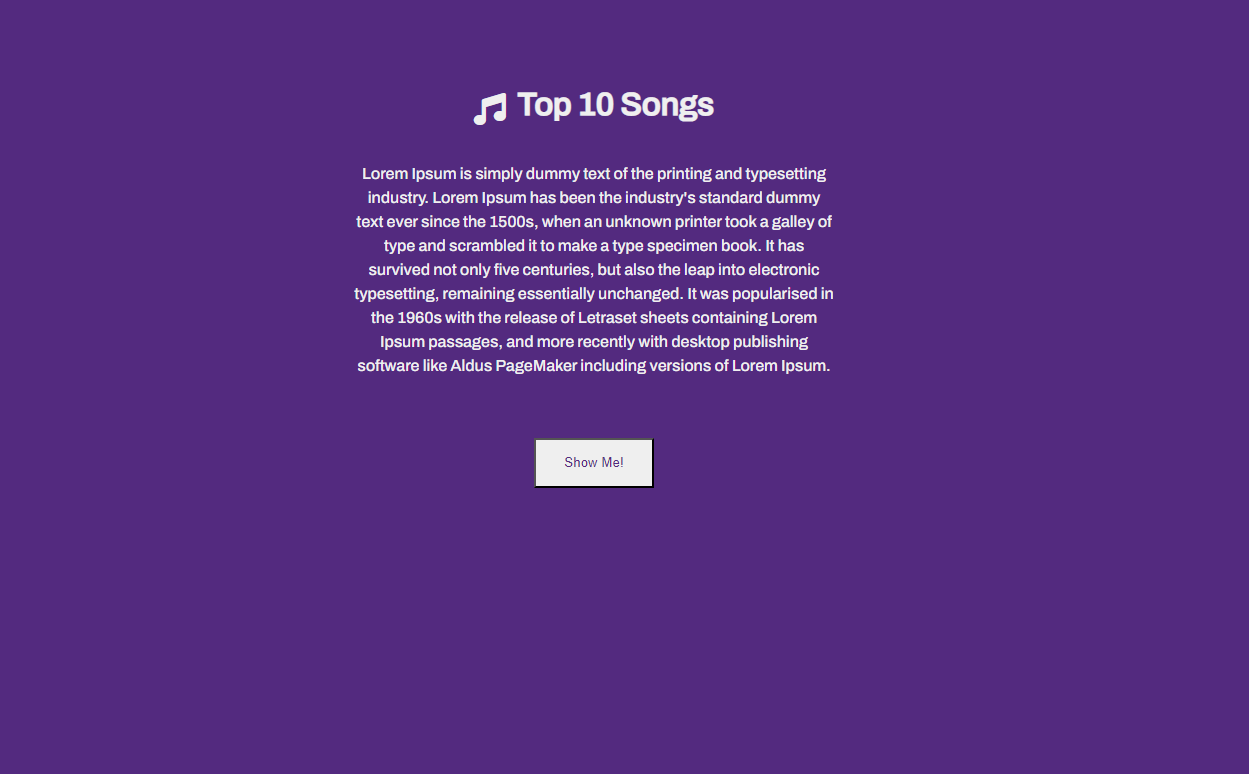 Top 10 Songs
Lorem Ipsum is simply dummy text of the printing and typesetting
industry. Lorem Ipsum has been the industry's standard dummy
text ever since the 1500s, when an unknown printer took a galley of
type and scrambled it to make a type specimen book. It has
survived not only five centuries, but also the leap into electronic
typesetting, remaining essentially unchanged. It was popularised in
the 1960s with the release of Letraset sheets containing Lorem
Ipsum passages, and more recently with desktop publishing
software like Aldus PageMaker including versions of Lorem Ipsum.
Show Me!